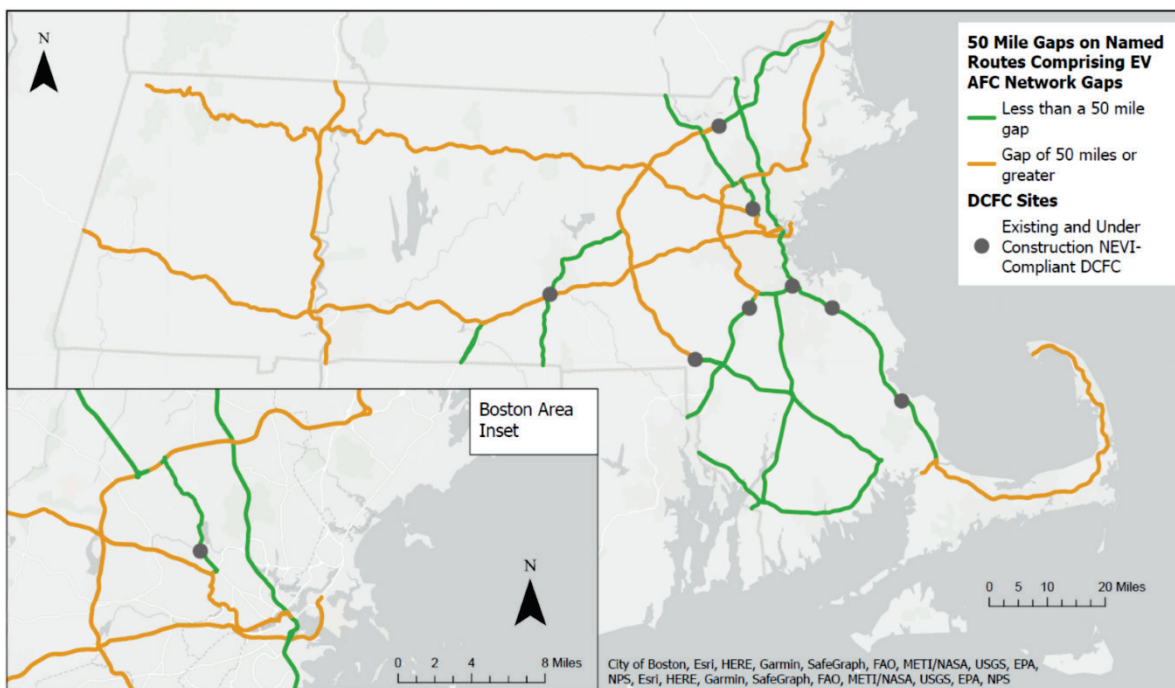 N
50 Mile Gaps on Named
Routes Comprising EV
AFC Network Gaps
Less than a 50 mile
gap
Gap of 50 miles or
greater
DCFC Sites
Existing and Under
Construction NEVI-
Compliant DCFC
Boston Area
Inset
N
0 4 8 Miles
0 5 10 20 Miles
City of Boston, Esri, HERE, Garmin, SafeGraph, FAO, METI/NASA, USGS, EPA,
NPS, Esri, HERE, Garmin, SafeGraph, FAO, METI/NASA, USGS, EPA, NPS